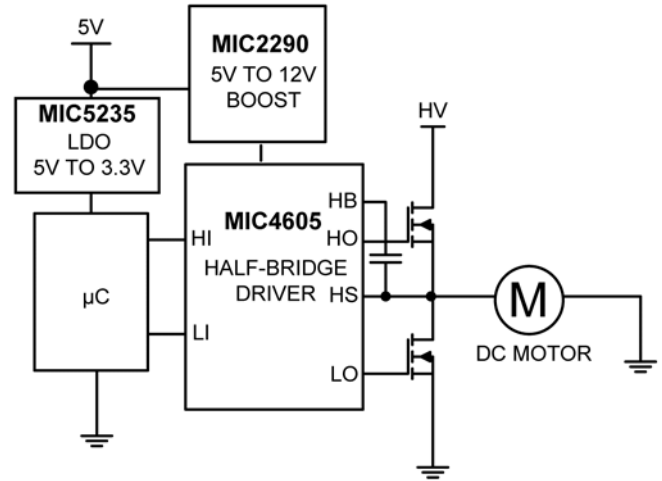 5V
MIC2290
5V TO 12V
BOOST
MIC5235
LDO
5V TO 3.3V
HV
MIC4605
HALF-BRIDGE
DRIVER
HB
HO
HS
LO
HI
LI
µC
M
DC MOTOR